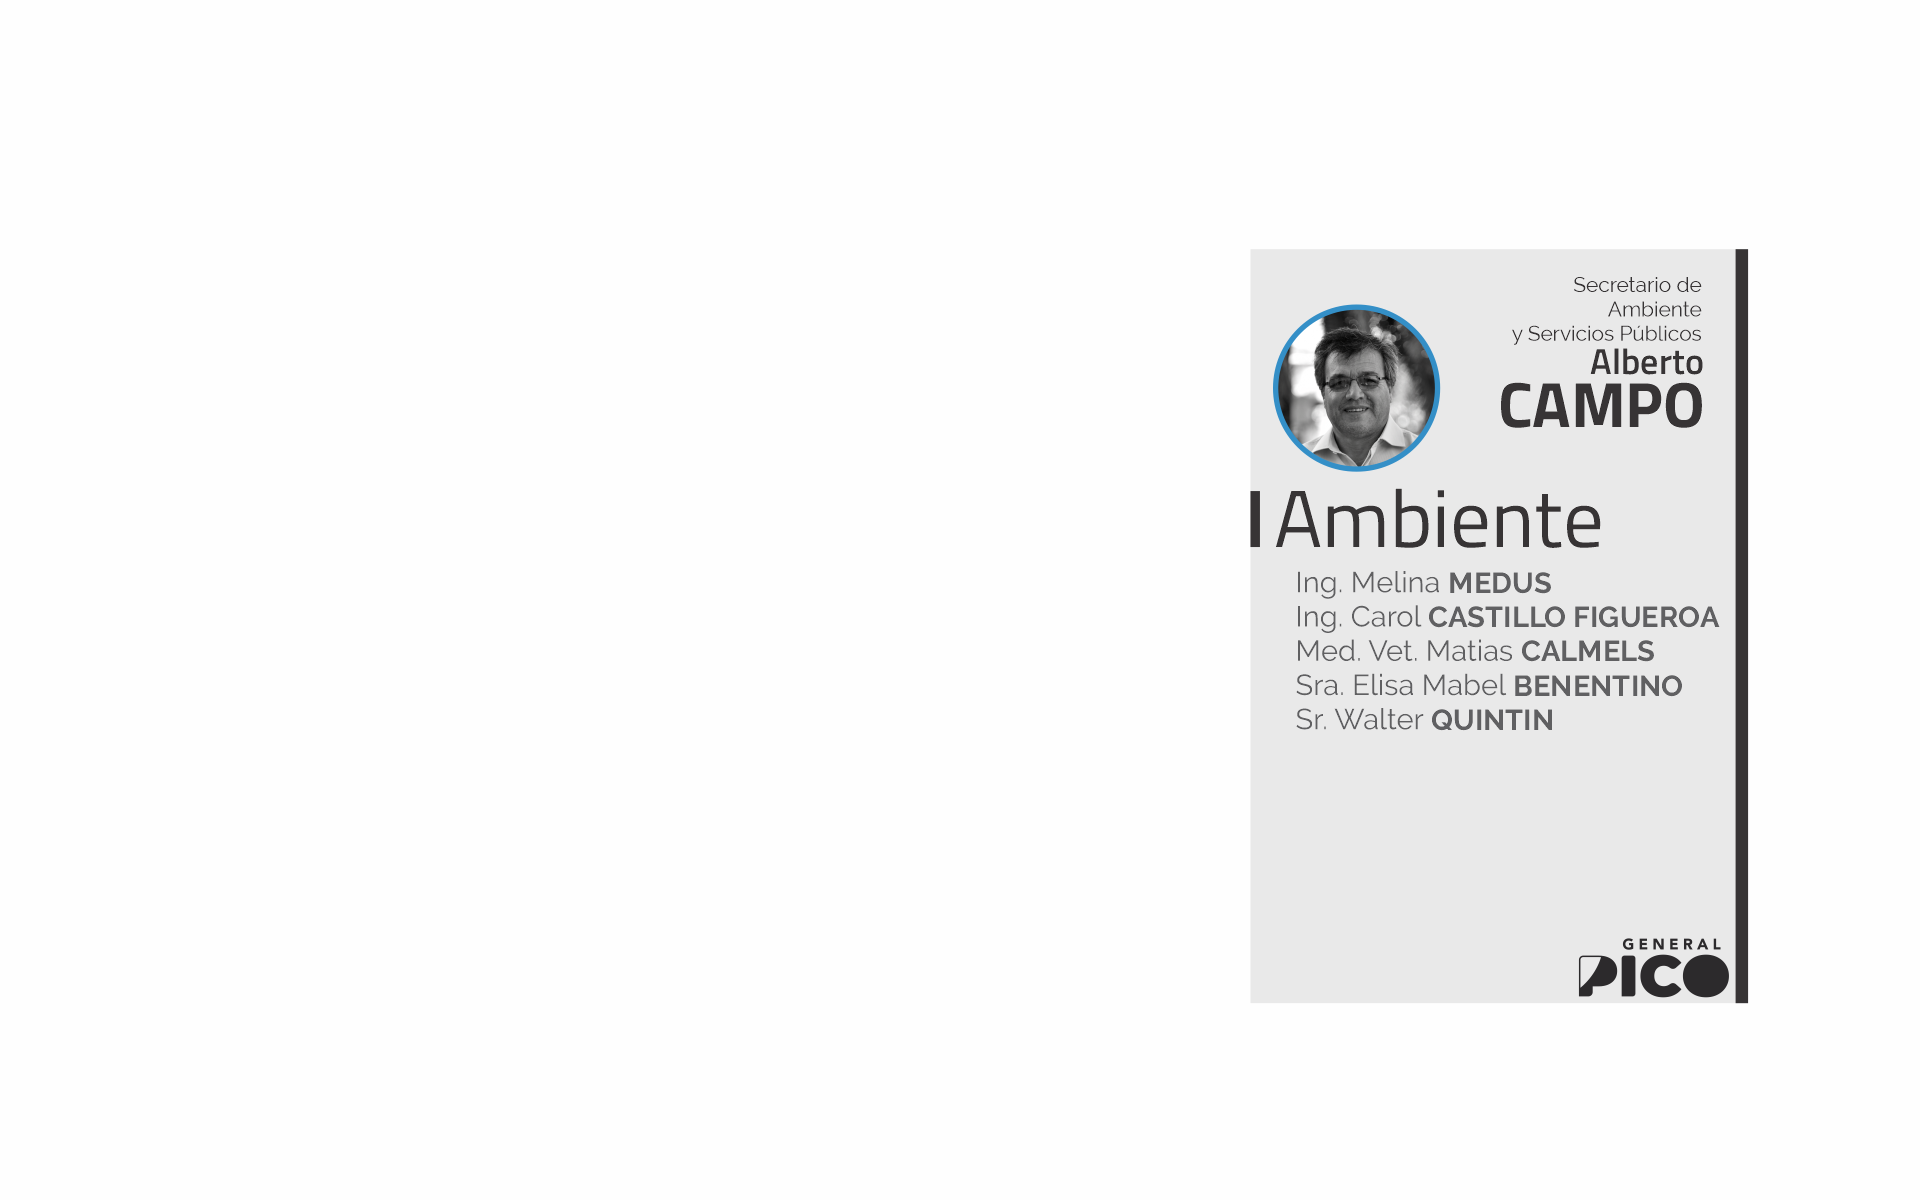 Secretario de
Ambiente
y Servicios Públicos
Alberto
CAMPO
Ambiente
Ing. Melina MEDUS
Ing. Carol CASTILLO FIGUEROA
Med. Vet. Matias CALMELS
Sra. Elisa Mabel BENENTINO
Sr. Walter QUINTIN
GENERAL
PICO